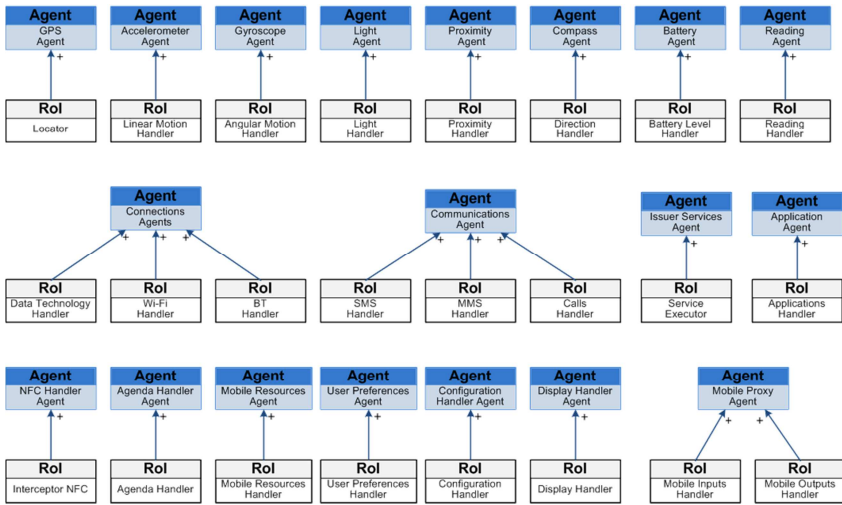 Agent Agent Agent Agent Agent Agent Agent Agent
GPS Accelerometer Gyroscope Light Proximity Compass Battery Reading
Agent Agent Agent Agent Agent Agent Agent Agent
+ + + + + + + +
Rol Rol Rol Rol Rol Rol Rol Rol
Locator Linear Motion Angular Motion Light Proximity Direction Battery Level Reading
Handler Handler Handler Handler Handler Handler Handler
Agent Agent Agent Agent
Connections Communications Issuer Services Application
Agents Agent Agent Agent
+ + + + + + + +
Rol Rol Rol Rol Rol Rol Rol Rol
Data Technology Wi-Fi BT SMS MMS Calls Service Applications
Handler Handler Handler Handler Handler Handler Executor Handler
Agent Agent Agent Agent Agent Agent Agent
NFC Handler Agenda Handler Mobile Resources User Preferences Configuration Display Handler Mobile Proxy
Agent Agent Agent Agent Handler Agent Agent Agent
+ + + + + + + +
Rol Rol Rol Rol Rol Rol Rol Rol
Interceptor NFC Agenda Handler Mobile Resources User Preferences Configuration Display Handler Mobile Inputs Mobile Outputs
Handler Handler Handler Handler Handler